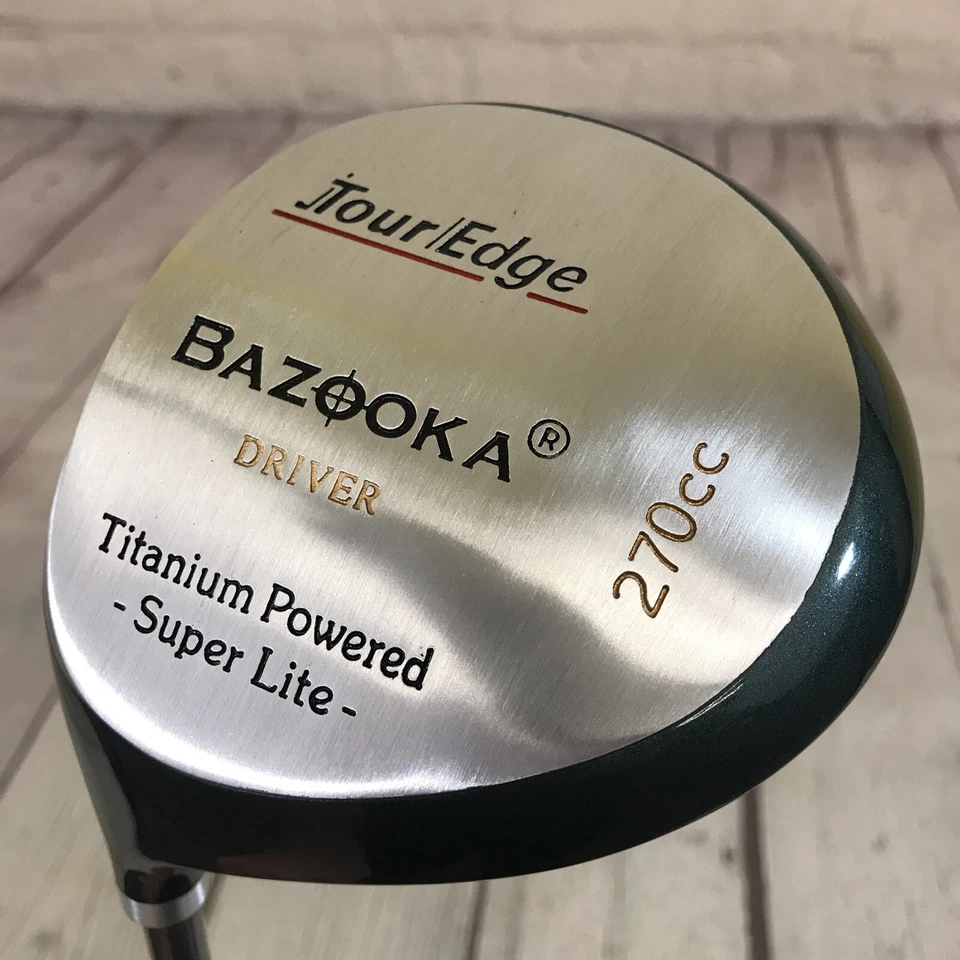 Tour Edge
BAZOOKA®
DRIVER
270cc
Titanium Powered
- Super Lite -